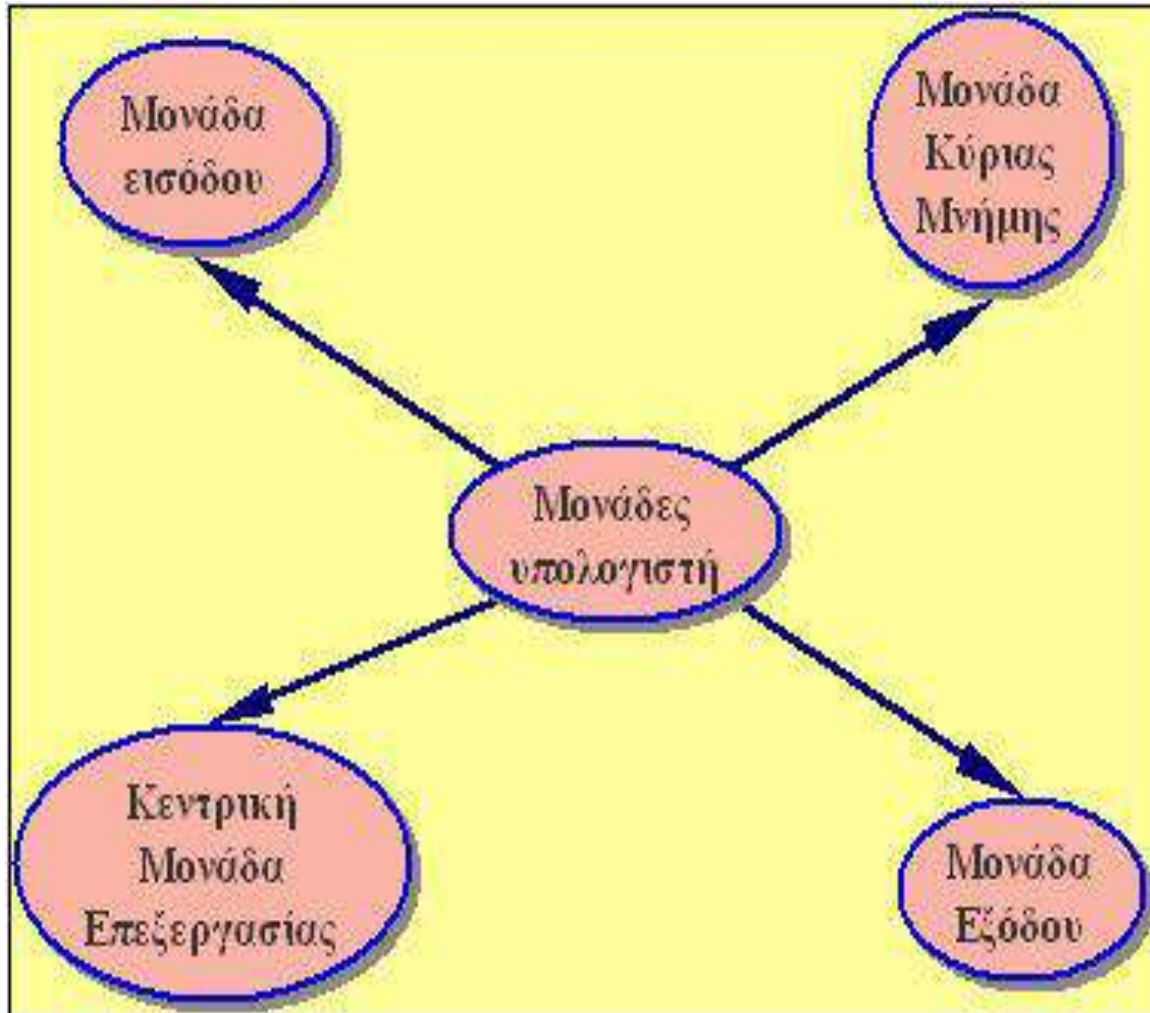 Μονάδα
εισόδου
Μονάδα
Κύριας
Μνήμης
Μονάδες
υπολογιστή
Κεντρική
Μονάδα
Επεξεργασίας
Μονάδα
Εξόδου